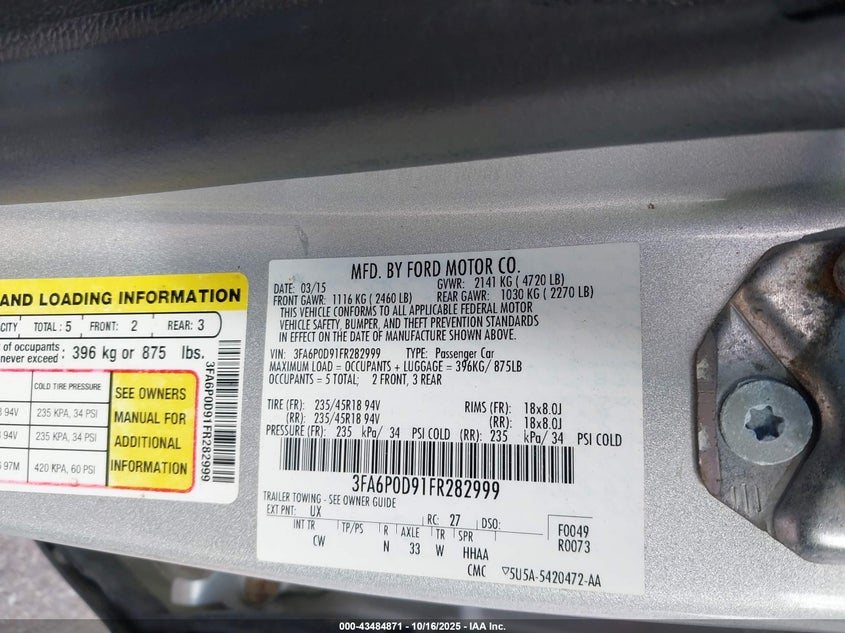 AND LOADING INFORMATION
CITY TOTAL : 5 FRONT: 2 REAR: 3
of occupants
never exceed : 396 kg or 875 lbs.
COLD TIRE PRESSURE
94V 235 KPA, 34 PSI
94V 235 KPA, 34 PSI
97M 420 KPA, 60 PSI
SEE OWNERS
MANUAL FOR
ADDITIONAL
INFORMATION
3FA6P0D91FR282999
MFD. BY FORD MOTOR CO.
DATE: 03/15 GVWR: 2141 KG ( 4720 LB)
FRONT GAWR: 1116 KG ( 2460 LB) REAR GAWR: 1030 KG ( 2270 LB)
THIS VEHICLE CONFORMS TO ALL APPLICABLE FEDERAL MOTOR
VEHICLE SAFETY, BUMPER, AND THEFT PREVENTION STANDARDS
IN EFFECT ON THE DATE OF MANUFACTURE SHOWN ABOVE.
VIN: 3FA6P0D91FR282999 TYPE: Passenger Car
MAXIMUM LOAD = OCCUPANTS + LUGGAGE = 396KG/ 875LB
OCCUPANTS = 5 TOTAL; 2 FRONT, 3 REAR
TIRE (FR): 235/45R18 94V RIMS (FR): 18x8.0J
(RR): 235/45R18 94V (RR): 18x8.0J
PRESSURE (FR): 235 kPa/ 34 PSI COLD (RR): 235 kPa/ 34 PSI COLD
3FA6P0D91FR282999
TRAILER TOWING - SEE OWNER GUIDE
EXT PNT: UX RC: 27 DSO: F0049
INT TR TP/PS R AXLE TR SPR R0073
CW N 33 W HHAA
CMC ▽5U5A-5420472-AA
000-43484871 - 10/16/2025 - IAA Inc.